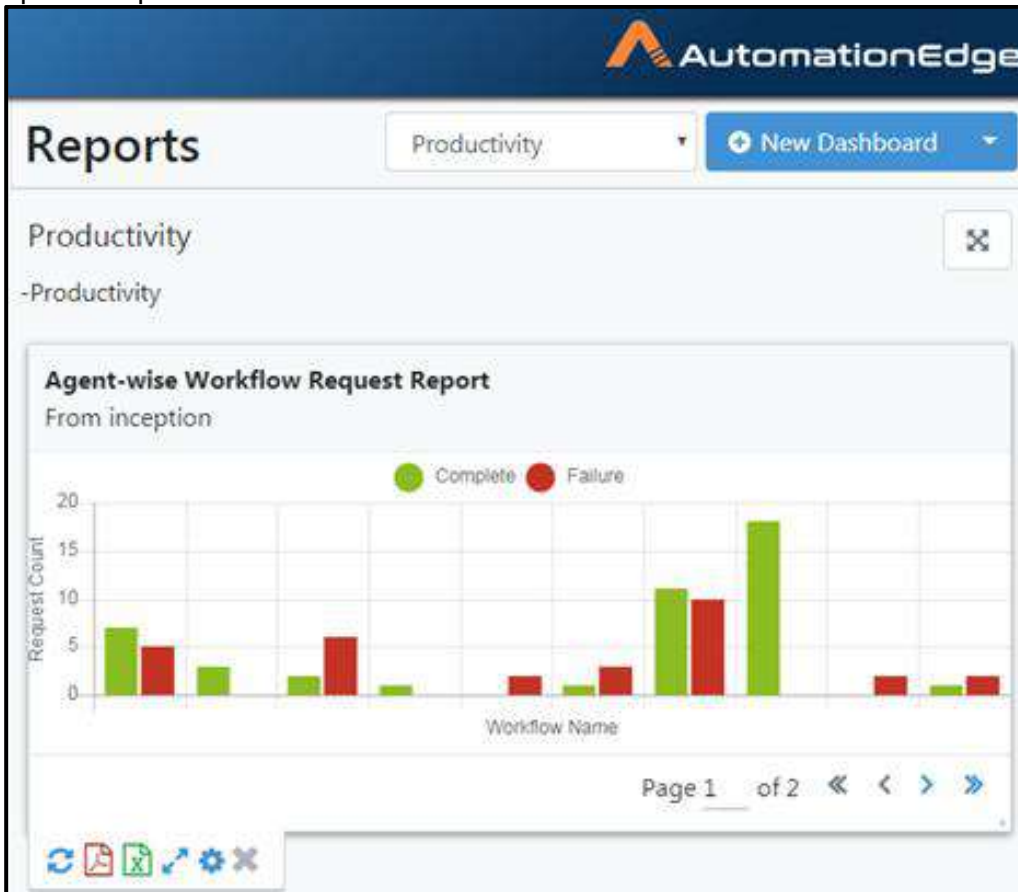 AutomationEdge
Reports
Productivity
New Dashboard
Productivity
-Productivity
Agent-wise Workflow Request Report
From inception
Complete Failure
20
15
10
5
0
Request Count
Workflow Name
Page 1 of 2